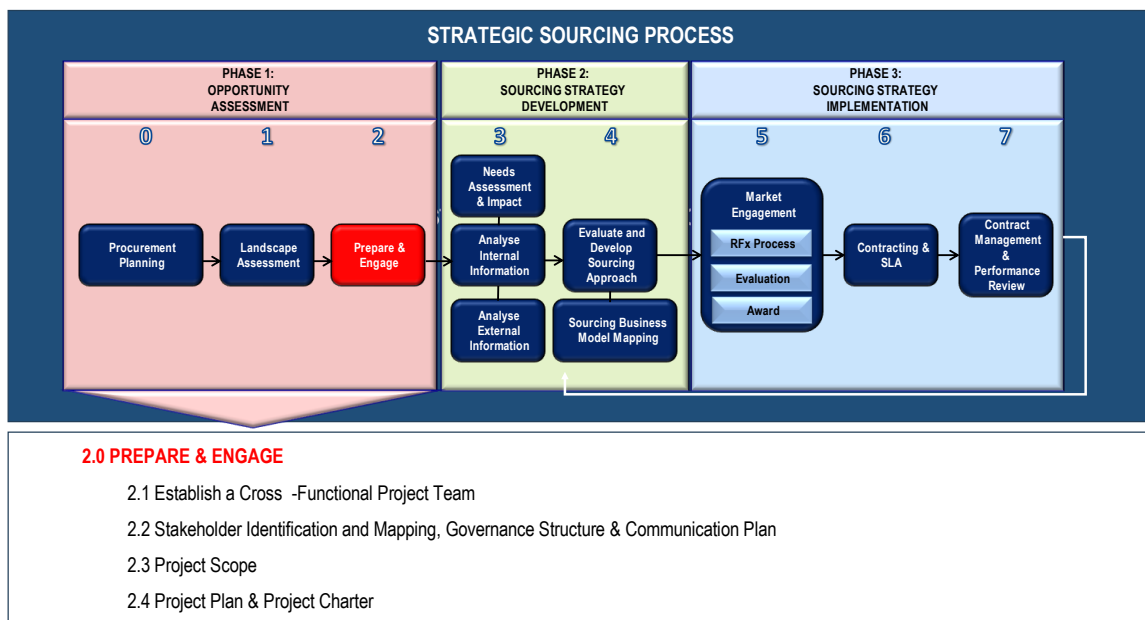 STRATEGIC SOURCING PROCESS
PHASE 1:
OPPORTUNITY
ASSESSMENT
PHASE 2:
SOURCING STRATEGY
DEVELOPMENT
PHASE 3:
SOURCING STRATEGY
IMPLEMENTATION
0
1
2
3
4
5
6
7
Procurement
Planning
Landscape
Assessment
Prepare &
Engage
Needs
Assessment
& Impact
Analyse
Internal
Information
Analyse
External
Information
Evaluate and
Develop
Sourcing
Approach
Sourcing Business
Model Mapping
Market
Engagement
RFx Process
Evaluation
Award
Contracting &
SLA
Contract
Management
&
Performance
Review
2.0 PREPARE & ENGAGE
2.1 Establish a Cross -Functional Project Team
2.2 Stakeholder Identification and Mapping, Governance Structure & Communication Plan
2.3 Project Scope
2.4 Project Plan & Project Charter